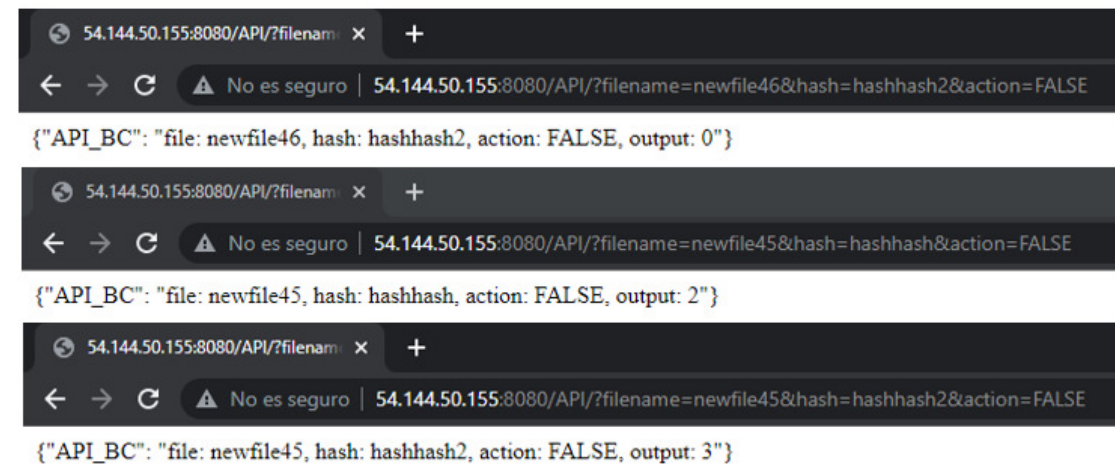 54.144.50.155:8080/API/?filenam
No es seguro | 54.144.50.155:8080/API/?filename=newfile46&hash=hashhash2&action=FALSE
{"API_BC": "file: newfile46, hash: hashhash2, action: FALSE, output: 0"}
54.144.50.155:8080/API/?filenam
No es seguro | 54.144.50.155:8080/API/?filename=newfile45&hash=hashhash&action=FALSE
{"API_BC": "file: newfile45, hash: hashhash, action: FALSE, output: 2"}
54.144.50.155:8080/API/?filenam
No es seguro | 54.144.50.155:8080/API/?filename=newfile45&hash=hashhash2&action=FALSE
{"API_BC": "file: newfile45, hash: hashhash2, action: FALSE, output: 3"}